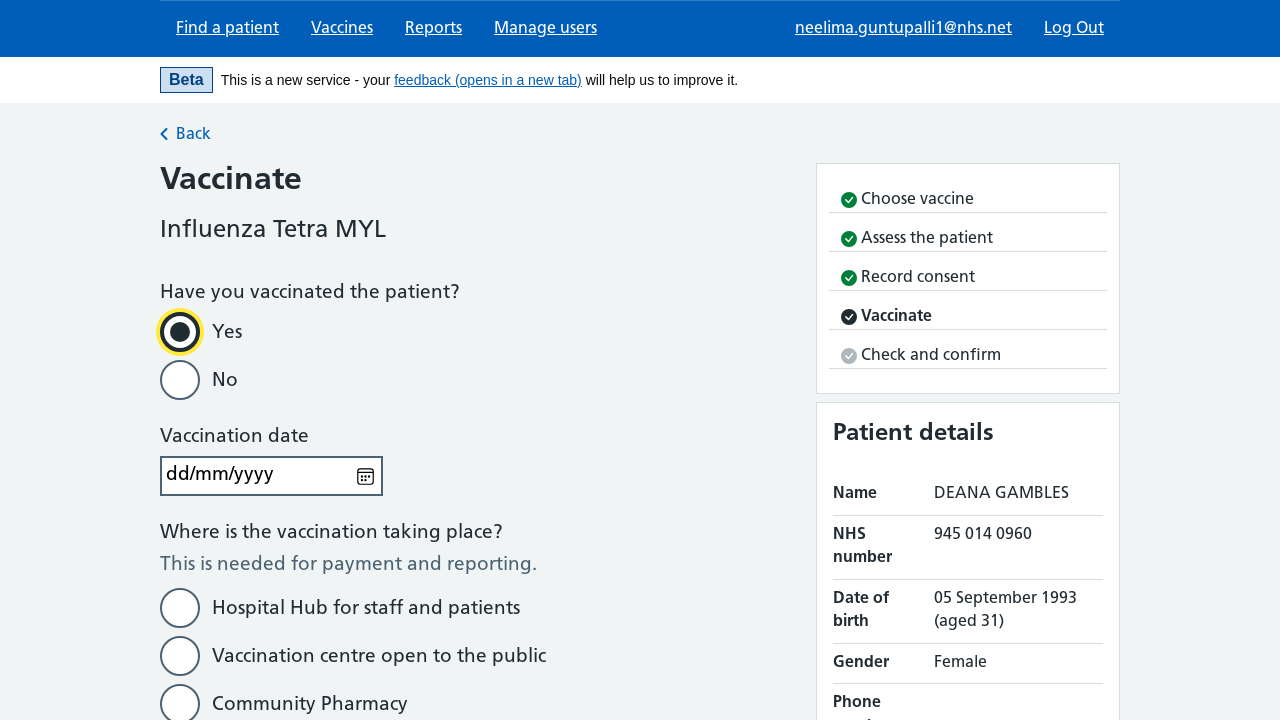 Find a patient Vaccines Reports Manage users neelima.guntupalli1@nhs.net Log Out
Beta This is a new service - your feedback (opens in a new tab) will help us to improve it.
Back
Vaccinate
Influenza Tetra MYL
Have you vaccinated the patient?
Yes
No
Vaccination date
dd/mm/yyyy
Where is the vaccination taking place?
This is needed for payment and reporting.
Hospital Hub for staff and patients
Vaccination centre open to the public
Community Pharmacy
Choose vaccine
Assess the patient
Record consent
Vaccinate
Check and confirm
Patient details
Name DEANA GAMBLES
NHS number 945 014 0960
Date of birth 05 September 1993 (aged 31)
Gender Female
Phone